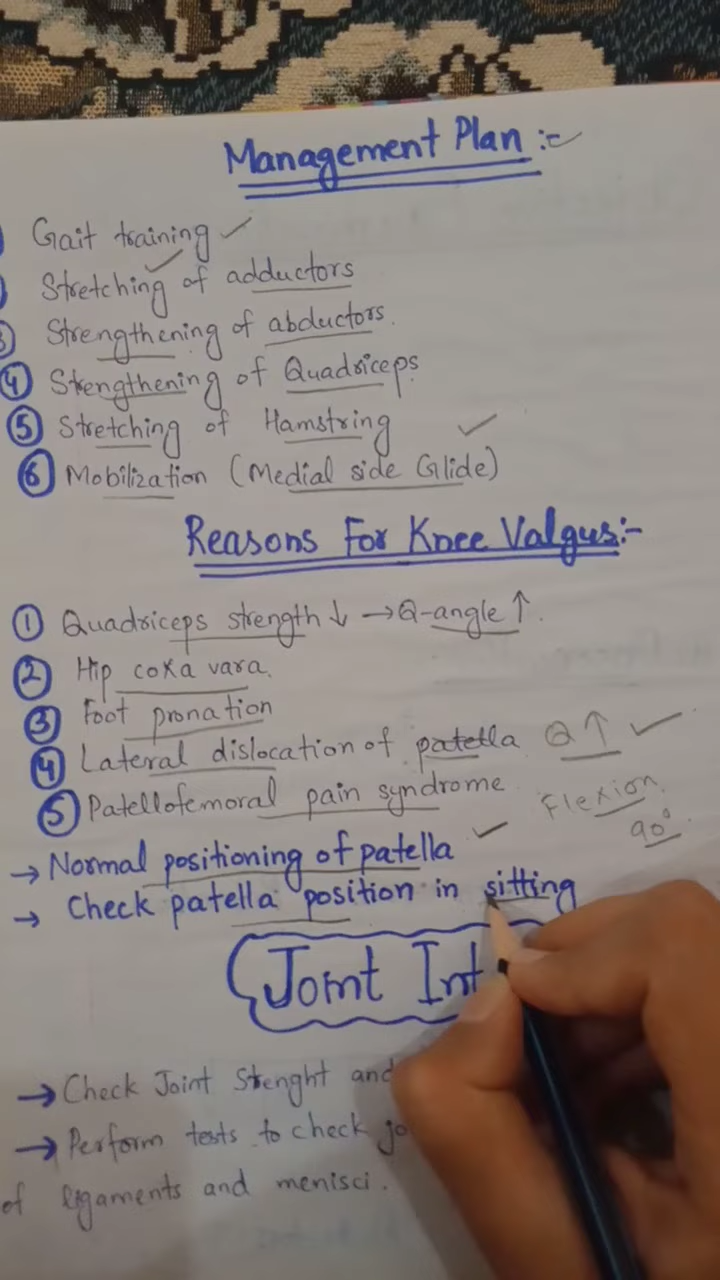 Management Plan :-
Gait training ✓
Stretching of adductors
③ Strengthening of abductors.
④ Strengthening of Quadriceps
⑤ Stretching of Hamstring ✓
⑥ Mobilization (Medial side Glide)
Reasons For Knee Valgus:-
① Quadriceps strength ↓ → Q-angle ↑.
② Hip coxa vara.
③ Foot pronation
④ Lateral dislocation of patella Q ↑ ✓
⑤ Patellofemoral pain syndrome
Flexion
90°
→ Normal positioning of patella ✓
→ Check patella position in sitting
Joint Int
→ Check Joint Stenght and
→ Perform tests to check jo
of ligaments and menisci.